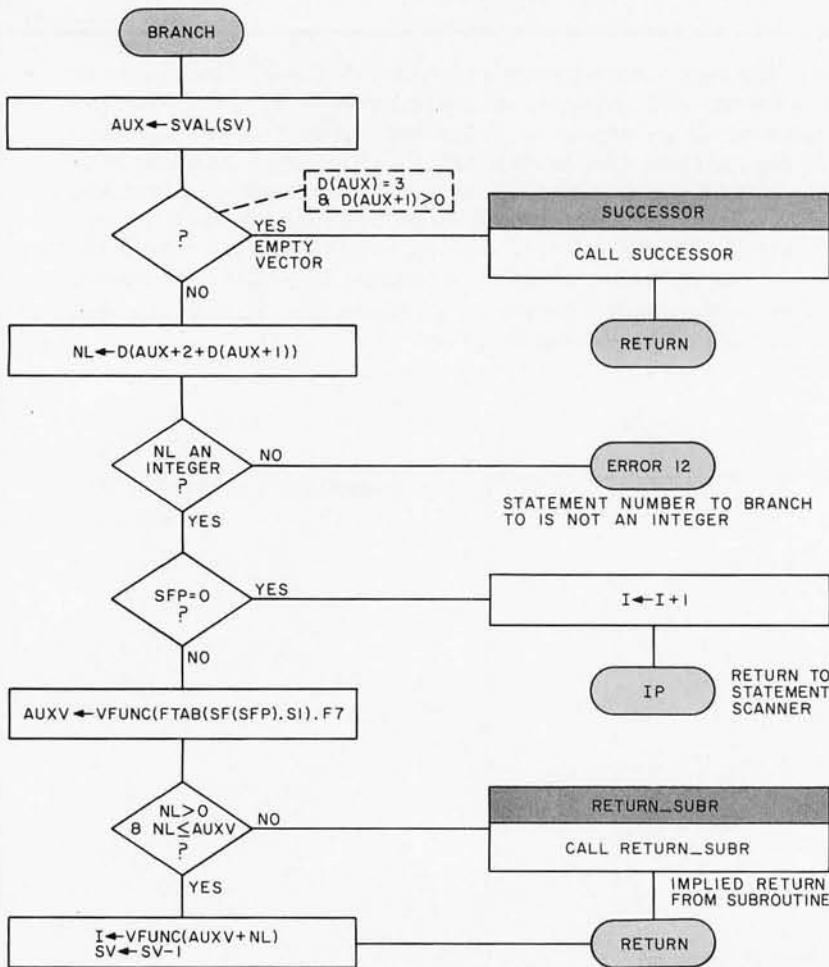 BRANCH
AUX←SVAL(SV)
D(AUX)=3
& D(AUX+1)>0
?
YES
EMPTY
VECTOR
NO
SUCCESSOR
CALL SUCCESSOR
RETURN
NL←D(AUX+2+D(AUX+1))
NL AN
INTEGER
?
NO
YES
ERROR 12
STATEMENT NUMBER TO BRANCH
TO IS NOT AN INTEGER
SFP=0
?
YES
NO
I←I+1
IP
RETURN TO
STATEMENT
SCANNER
AUXV←VFUNC(FTAB(SF(SFP).S1).F7
NL>0
& NL≤AUXV
?
NO
YES
RETURN_SUBR
CALL RETURN_SUBR
IMPLIED RETURN
FROM SUBROUTINE
I←VFUNC(AUXV+NL)
SV←SV-1
RETURN